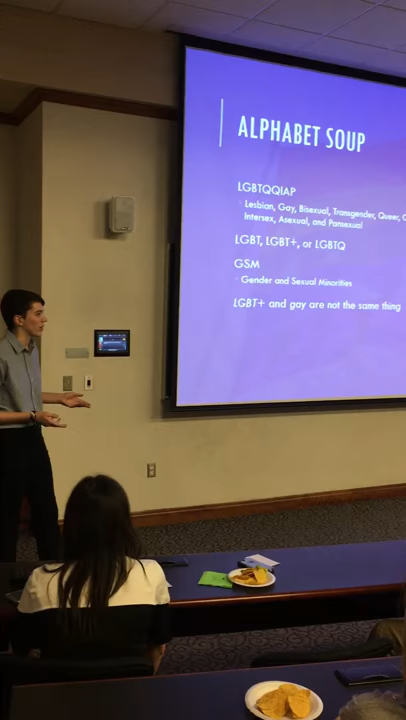 ALPHABET SOUP
LGBTQQIAP
Lesbian, Gay, Bisexual, Transgender, Queer,
Intersex, Asexual, and Pansexual
LGBT, LGBT+, or LGBTQ
GSM
Gender and Sexual Minorities
LGBT+ and gay are not the same thing